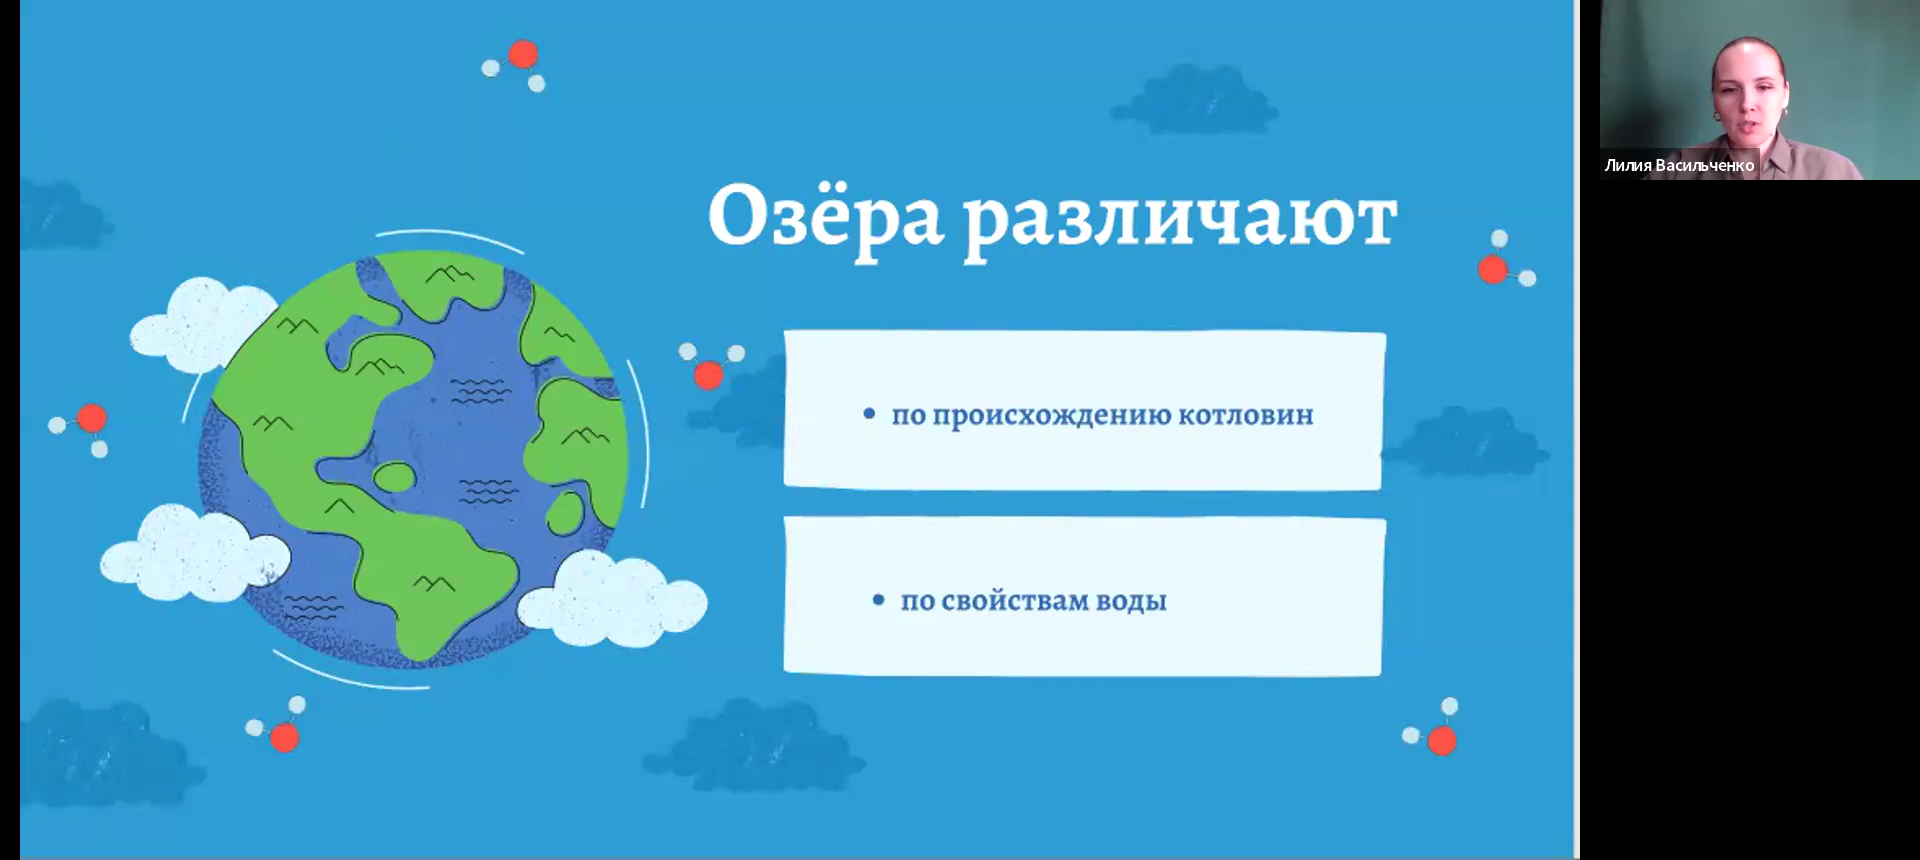 Озёра различают
• по происхождению котловин
• по свойствам воды
Лилия Васильченко